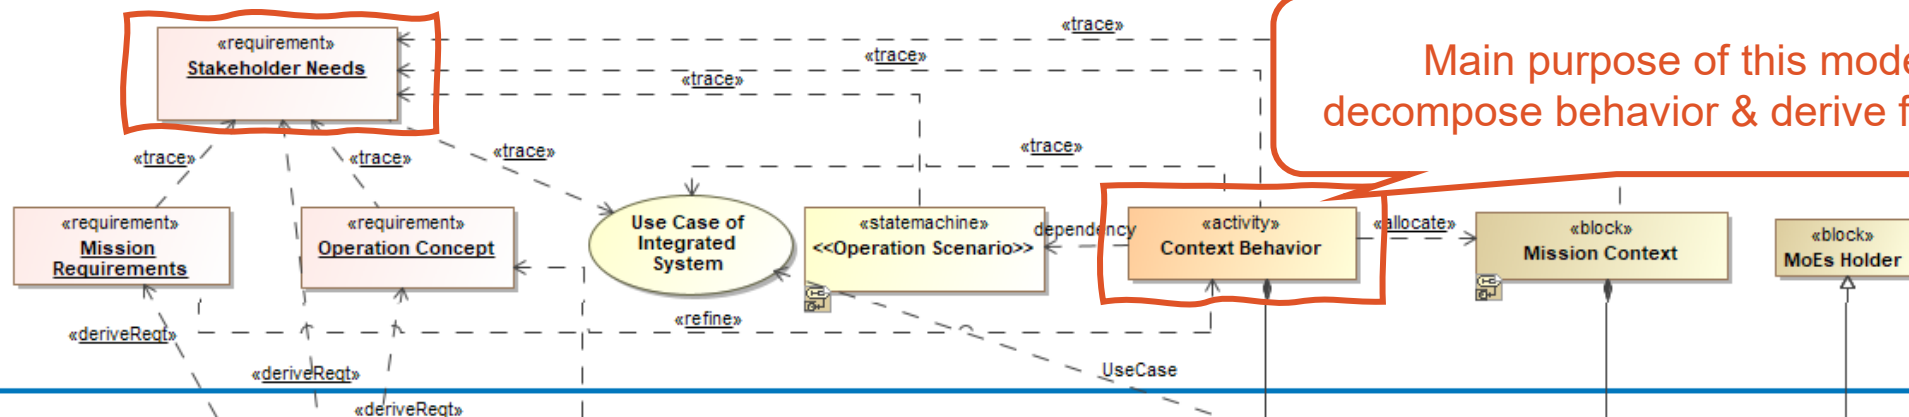 «trace»
«trace»
«trace»
«requirement»
Stakeholder Needs
Main purpose of this mode
decompose behavior & derive f
«trace»
«trace»
«trace»
«trace»
«requirement»
Mission
Requirements
«requirement»
Operation Concept
Use Case of
Integrated
System
«statemachine»
<<Operation Scenario>>
dependency
«activity»
Context Behavior
«allocate»
«block»
Mission Context
«block»
MoEs Holder
«deriveReqt»
«refine»
«deriveReqt»
UseCase
«deriveReqt»